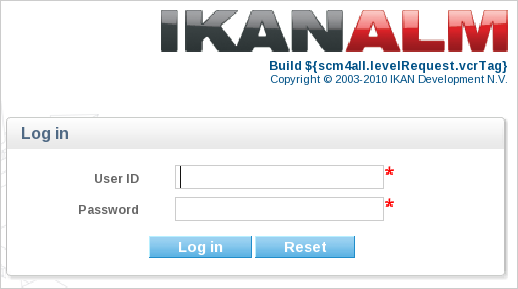 IKANALM
Build ${scm4all.levelRequest.vcrTag}
Copyright © 2003-2010 IKAN Development N.V.
Log in
User ID *
Password *
Log in Reset